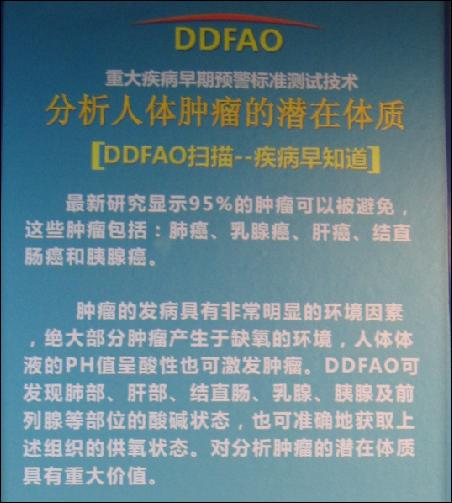 DDFAO
重大疾病早期预警标准测试技术
分析人体肿瘤的潜在体质
[DDFAO扫描--疾病早知道]
最新研究显示95%的肿瘤可以被避免，
这些肿瘤包括：肺癌、乳腺癌、肝癌、结直
肠癌和胰腺癌。
肿瘤的发病具有非常明显的环境因素
，绝大部分肿瘤产生于缺氧的环境，人体体
液的PH值呈酸性也可激发肿瘤。DDFAO可
发现肺部、肝部、结直肠、乳腺、胰腺及前
列腺等部位的酸碱状态，也可准确地获取上
述组织的供氧状态。对分析肿瘤的潜在体质
具有重大价值。